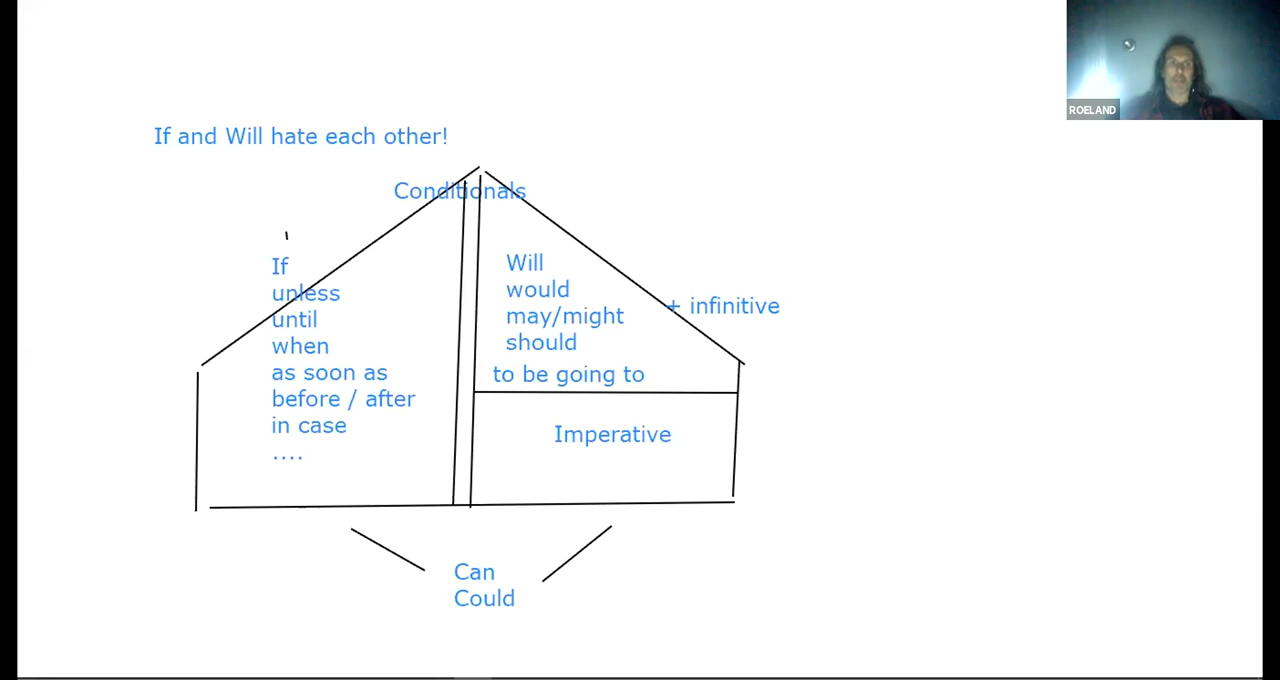 ROELAND
If and Will hate each other!
Conditionals
If
unless
until
when
as soon as
before / after
in case
....
Will
would
may/might
should
to be going to
+ infinitive
Imperative
Can
Could